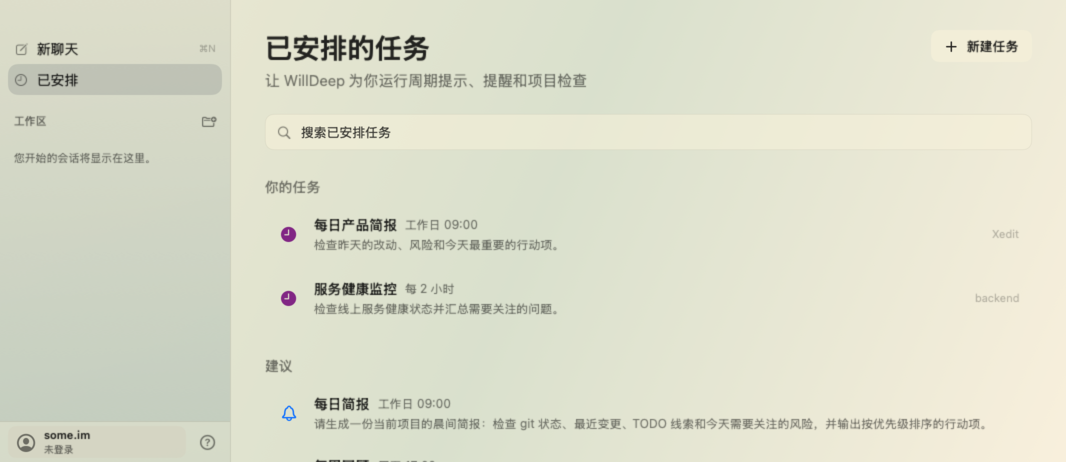 新聊天 ⌘N
已安排
工作区
您开始的会话将显示在这里。
some.im
未登录
已安排的任务
新建任务
让 WillDeep 为你运行周期提示、提醒和项目检查
搜索已安排任务
你的任务
每日产品简报 工作日 09:00
检查昨天的改动、风险和今天最重要的行动项。
Xedit
服务健康监控 每 2 小时
检查线上服务健康状态并汇总需要关注的问题。
backend
建议
每日简报 工作日 09:00
请生成一份当前项目的晨间简报：检查 git 状态、最近变更、TODO 线索和今天需要关注的风险，并输出按优先级排序的行动项。